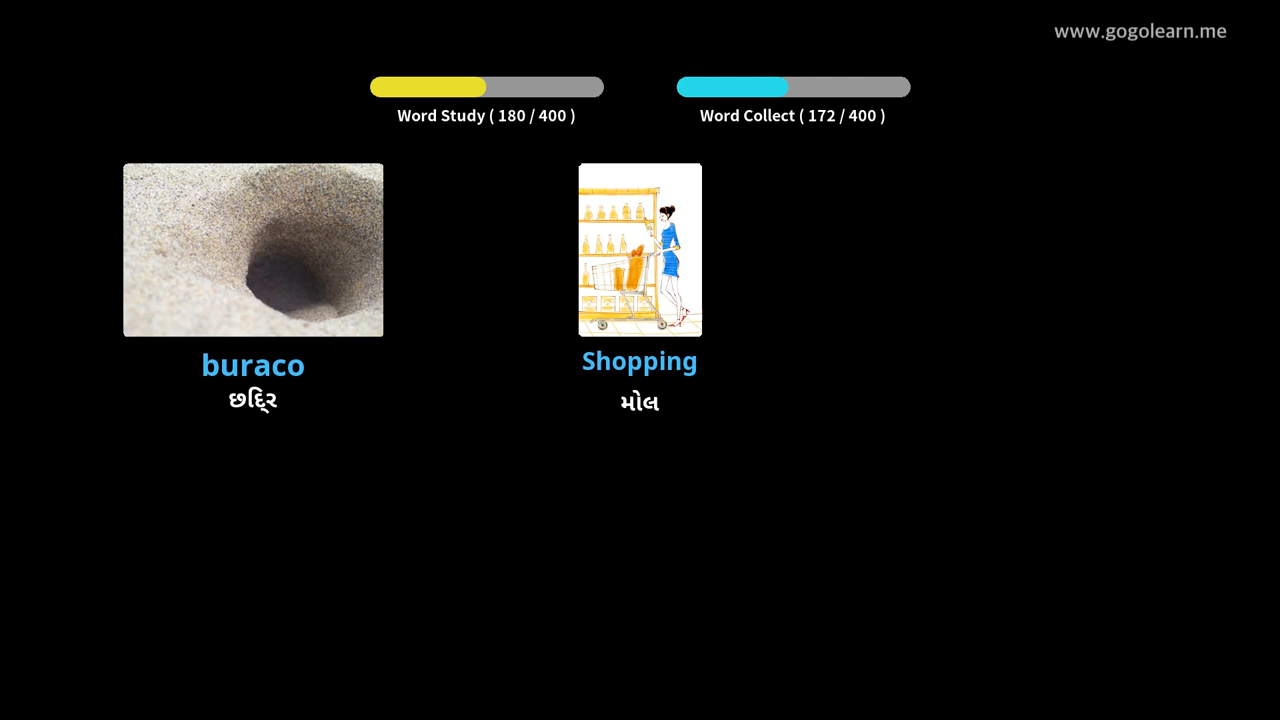 www.gogolearn.me
Word Study ( 180 / 400 )
Word Collect ( 172 / 400 )
buraco
છિદ્ર
Shopping
મોલ